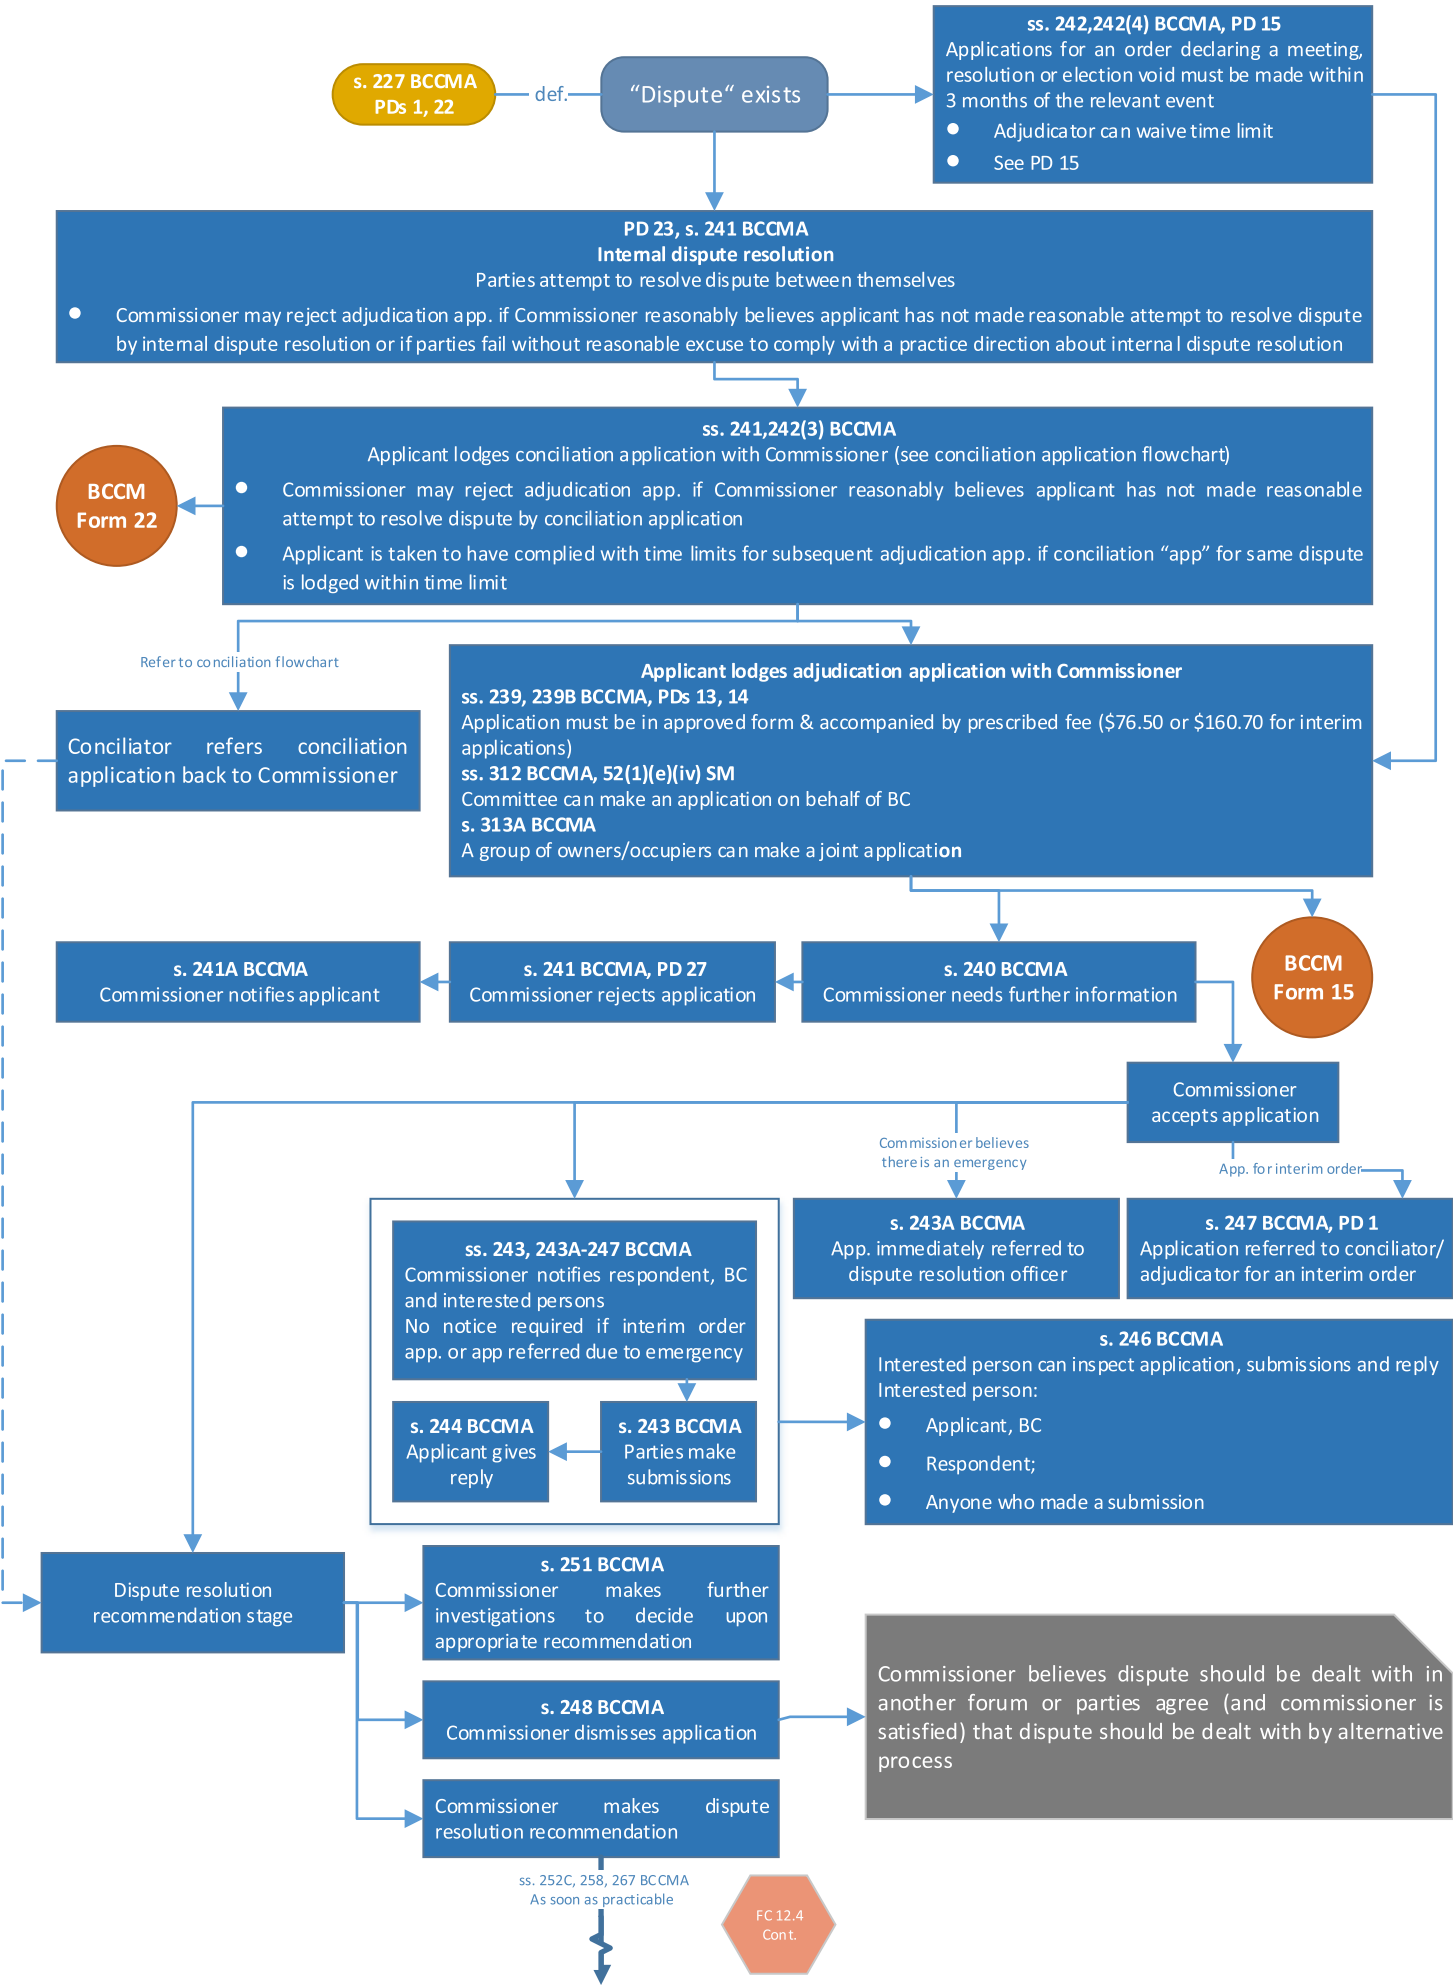 s. 227 BCCMA
PDs 1, 22
def.
“Dispute“ exists
ss. 242,242(4) BCCMA, PD 15
Applications for an order declaring a meeting,
resolution or election void must be made within
3 months of the relevant event
● Adjudicator can waive time limit
● See PD 15
PD 23, s. 241 BCCMA
Internal dispute resolution
Parties attempt to resolve dispute between themselves
● Commissioner may reject adjudication app. if Commissioner reasonably believes applicant has not made reasonable attempt to resolve dispute
by internal dispute resolution or if parties fail without reasonable excuse to comply with a practice direction about internal dispute resolution
ss. 241,242(3) BCCMA
Applicant lodges conciliation application with Commissioner (see conciliation application flowchart)
● Commissioner may reject adjudication app. if Commissioner reasonably believes applicant has not made reasonable
attempt to resolve dispute by conciliation application
● Applicant is taken to have complied with time limits for subsequent adjudication app. if conciliation “app” for same dispute
is lodged within time limit
BCCM
Form 22
Refer to conciliation flowchart
Conciliator refers conciliation
application back to Commissioner
Applicant lodges adjudication application with Commissioner
ss. 239, 239B BCCMA, PDs 13, 14
Application must be in approved form & accompanied by prescribed fee ($76.50 or $160.70 for interim
applications)
ss. 312 BCCMA, 52(1)(e)(iv) SM
Committee can make an application on behalf of BC
s. 313A BCCMA
A group of owners/occupiers can make a joint application
s. 241A BCCMA
Commissioner notifies applicant
s. 241 BCCMA, PD 27
Commissioner rejects application
s. 240 BCCMA
Commissioner needs further information
BCCM
Form 15
Commissioner
accepts application
Commissioner believes
there is an emergency
App. for interim order
ss. 243, 243A-247 BCCMA
Commissioner notifies respondent, BC
and interested persons
No notice required if interim order
app. or app referred due to emergency
s. 243A BCCMA
App. immediately referred to
dispute resolution officer
s. 247 BCCMA, PD 1
Application referred to conciliator/
adjudicator for an interim order
s. 244 BCCMA
Applicant gives
reply
s. 243 BCCMA
Parties make
submissions
s. 246 BCCMA
Interested person can inspect application, submissions and reply
Interested person:
● Applicant, BC
● Respondent;
● Anyone who made a submission
Dispute resolution
recommendation stage
s. 251 BCCMA
Commissioner makes further
investigations to decide upon
appropriate recommendation
s. 248 BCCMA
Commissioner dismisses application
Commissioner believes dispute should be dealt with in
another forum or parties agree (and commissioner is
satisfied) that dispute should be dealt with by alternative
process
Commissioner makes dispute
resolution recommendation
ss. 252C, 258, 267 BCCMA
As soon as practicable
FC 12.4
Cont.